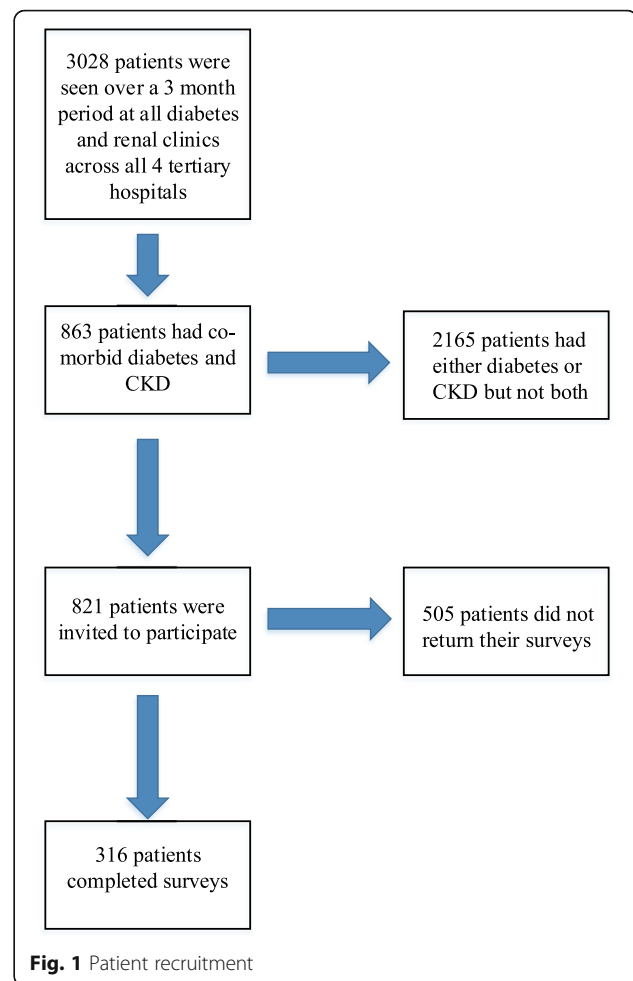 3028 patients were
seen over a 3 month
period at all diabetes
and renal clinics
across all 4 tertiary
hospitals
863 patients had co-
morbid diabetes and
CKD
2165 patients had
either diabetes or
CKD but not both
821 patients were
invited to participate
505 patients did not
return their surveys
316 patients
completed surveys
Fig. 1 Patient recruitment